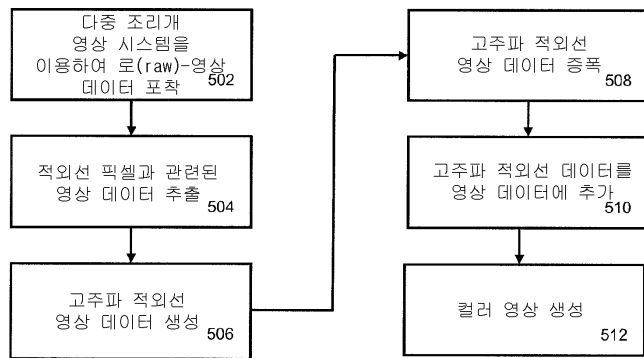 다중 조리개
영상 시스템을
이용하여 로(raw)-영상
데이터 포착
502
적외선 픽셀과 관련된
영상 데이터 추출
504
고주파 적외선
영상 데이터 생성
506
고주파 적외선
영상 데이터 증폭
508
고주파 적외선 데이터를
영상 데이터에 추가
510
컬러 영상 생성
512